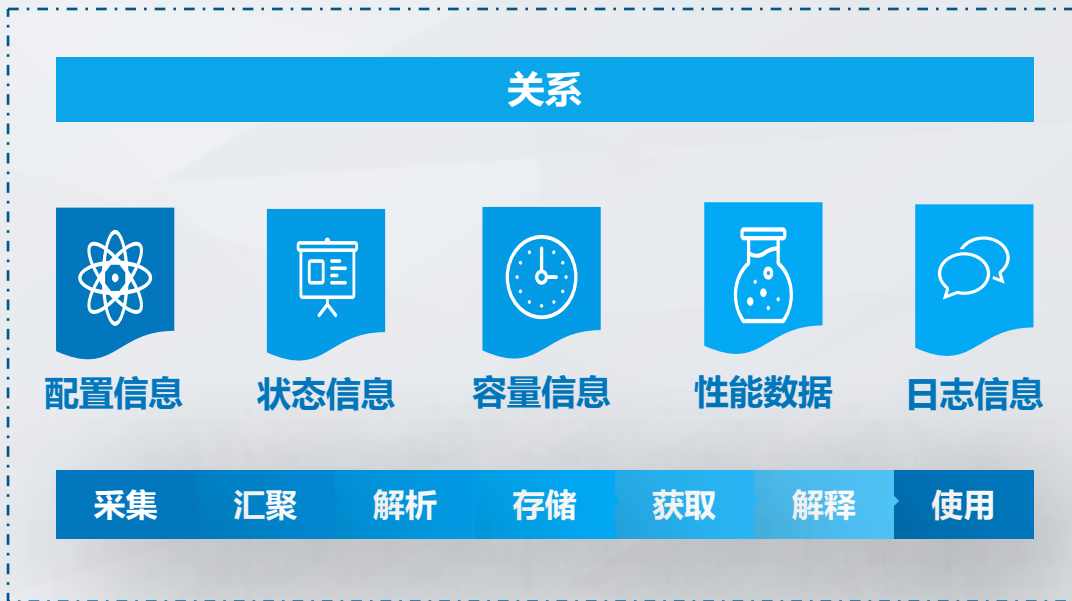 关系
配置信息
状态信息
容量信息
性能数据
日志信息
采集 汇聚 解析 存储 获取 解释 使用